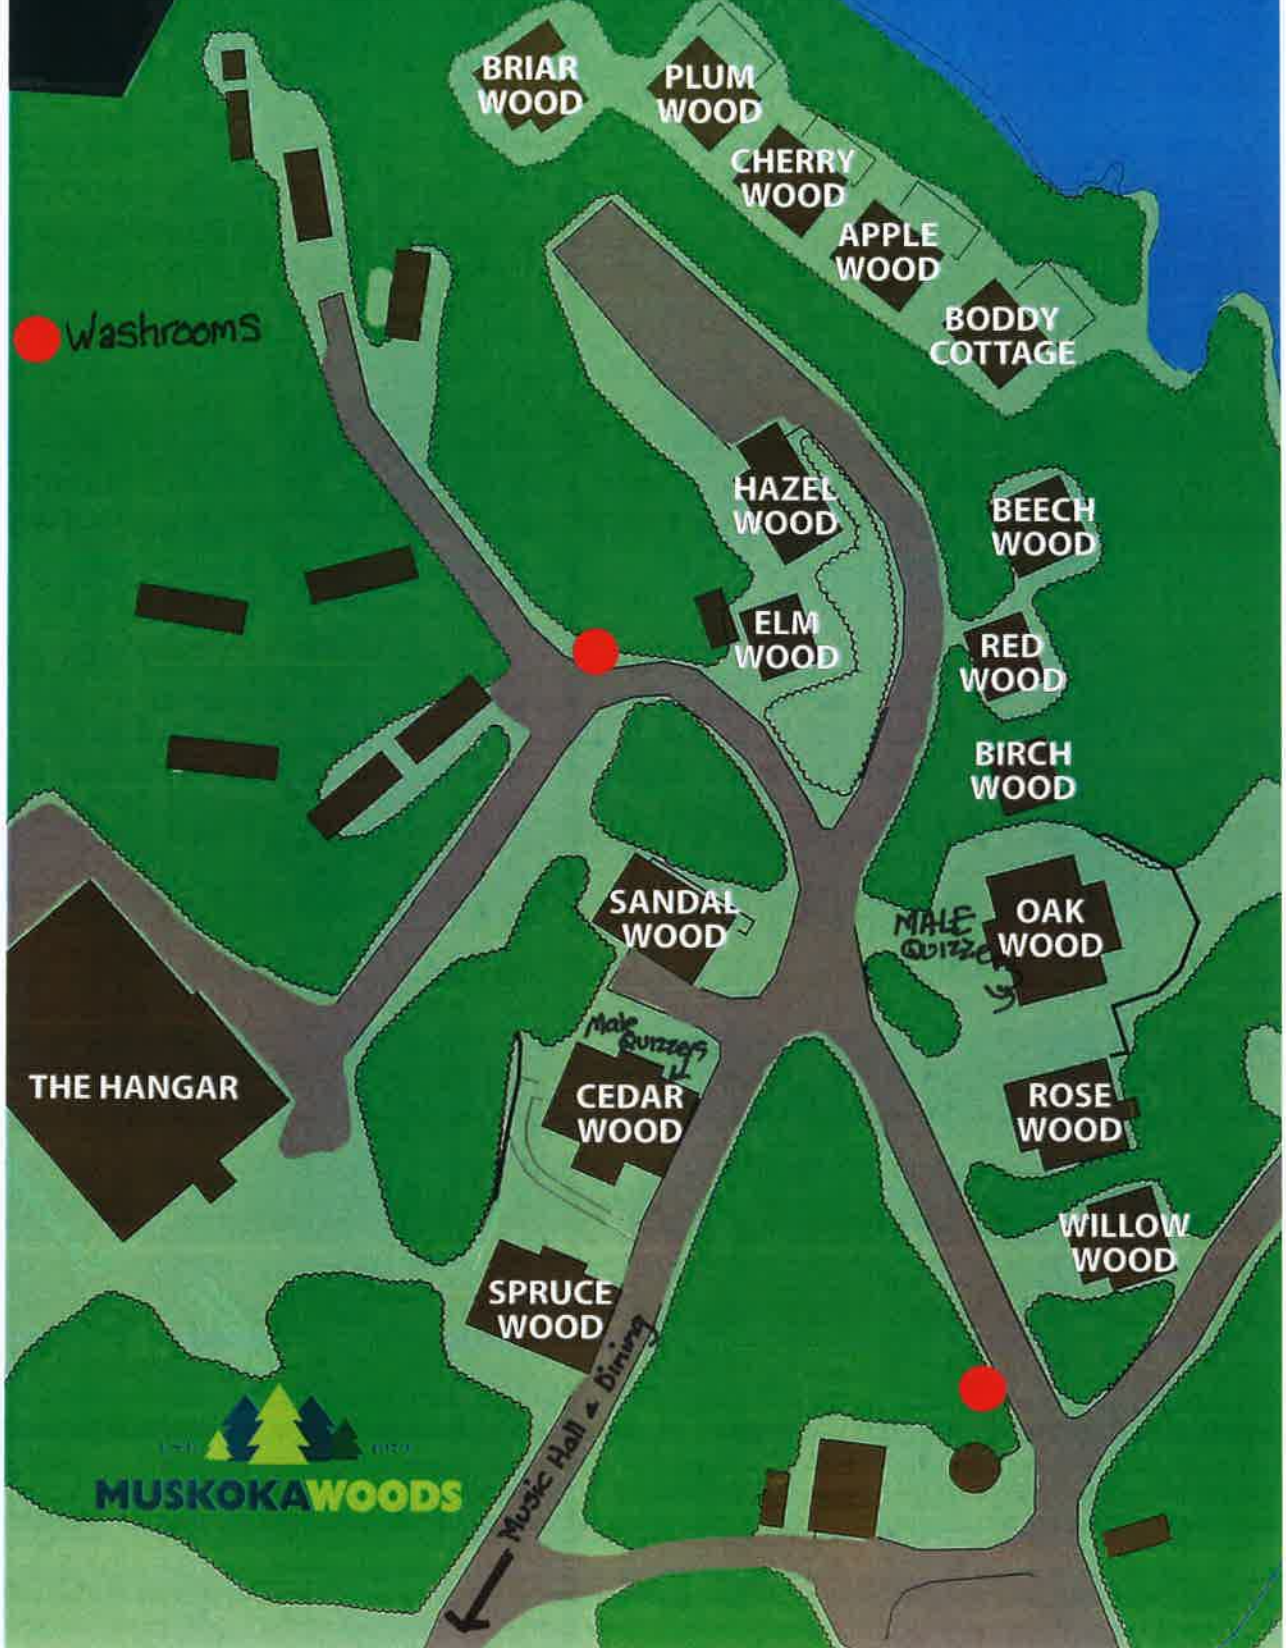 BRIAR
WOOD
PLUM
WOOD
CHERRY
WOOD
APPLE
WOOD
BODDY
COTTAGE
Washrooms
HAZEL
WOOD
BEECH
WOOD
ELM
WOOD
RED
WOOD
BIRCH
WOOD
SANDAL
WOOD
MALE
QUIZZERS
OAK
WOOD
Male
QUIZZERS
THE HANGAR
CEDAR
WOOD
ROSE
WOOD
WILLOW
WOOD
SPRUCE
WOOD
Music Hall & Dining
MUSKOKAWOODS